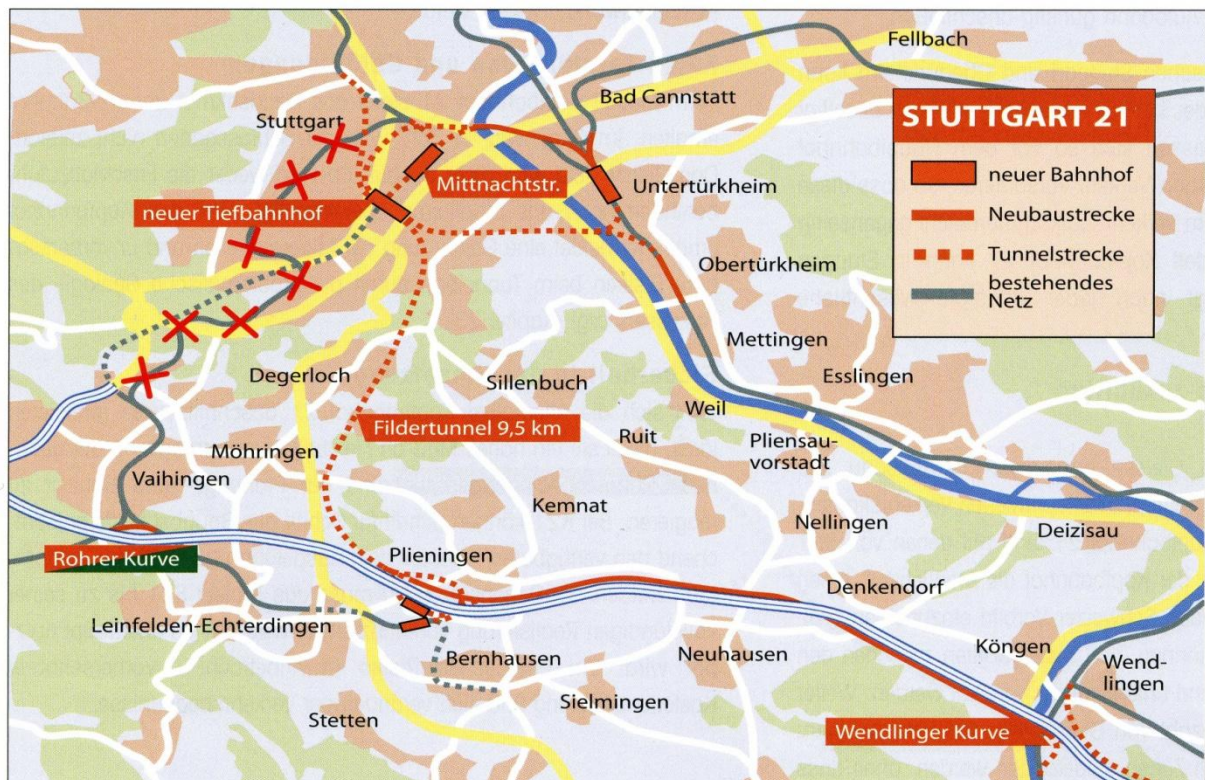 Fellbach
Bad Cannstatt
Stuttgart
STUTTGART 21
neuer Bahnhof
Neubaustrecke
Tunnelstrecke
bestehendes
Netz
Mittnachtstr.
Untertürkheim
neuer Tiefbahnhof
Obertürkheim
Mettingen
Degerloch
Sillenbuch
Esslingen
Weil
Fildertunnel 9,5 km
Ruit
Pliensau-
vorstadt
Möhringen
Vaihingen
Kemnat
Nellingen
Deizisau
Rohrer Kurve
Plieningen
Denkendorf
Leinfelden-Echterdingen
Bernhausen
Neuhausen
Köngen
Wend-
lingen
Sielmingen
Stetten
Wendlinger Kurve